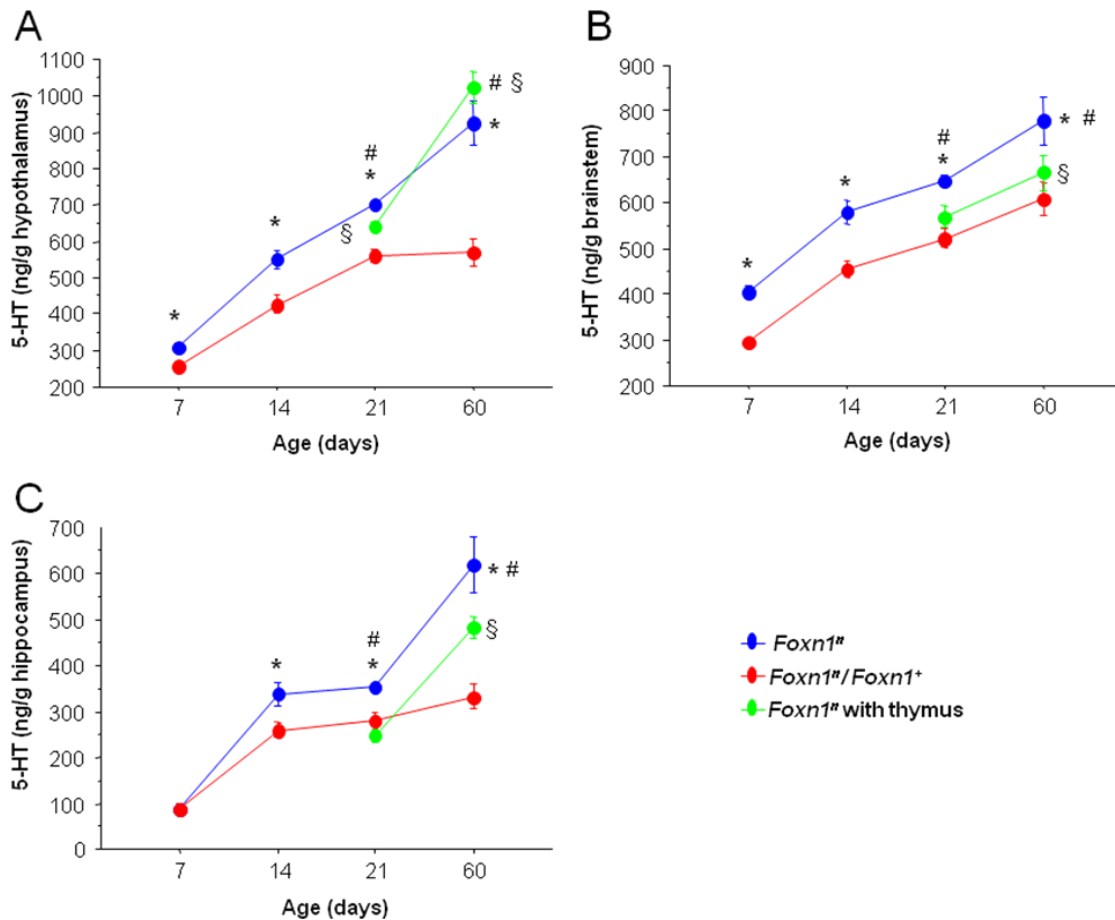 A
5-HT (ng/g hypothalamus)
1100
1000
900
800
700
600
500
400
300
200
# §
*
#
*
§
*
*
7 14 21 60
Age (days)
B
5-HT (ng/g brainstem)
900
800
700
600
500
400
300
200
* #
#
*
§
*
*
7 14 21 60
Age (days)
C
5-HT (ng/g hippocampus)
700
600
500
400
300
200
100
0
* #
§
#
*
*
7 14 21 60
Age (days)
Foxn1ⁿ
Foxn1ⁿ/Foxn1⁺
Foxn1ⁿ with thymus